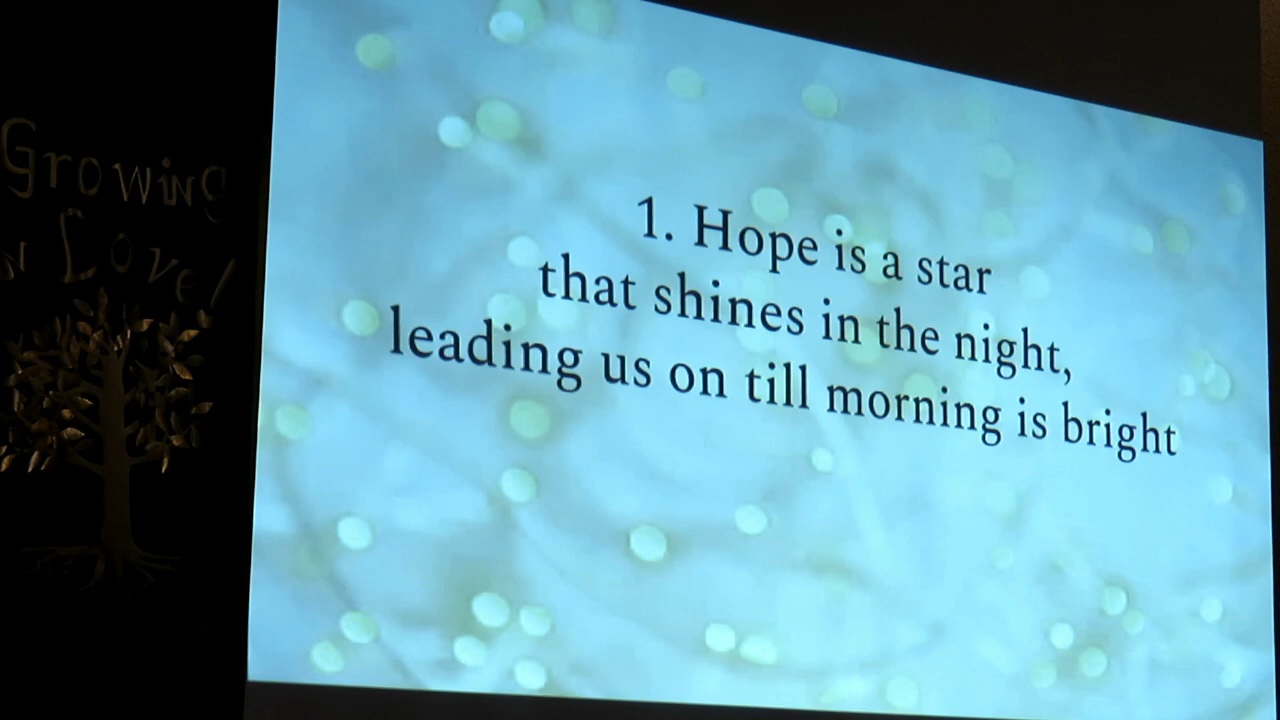 Growing
n Love!
1. Hope is a star
that shines in the night,
leading us on till morning is bright